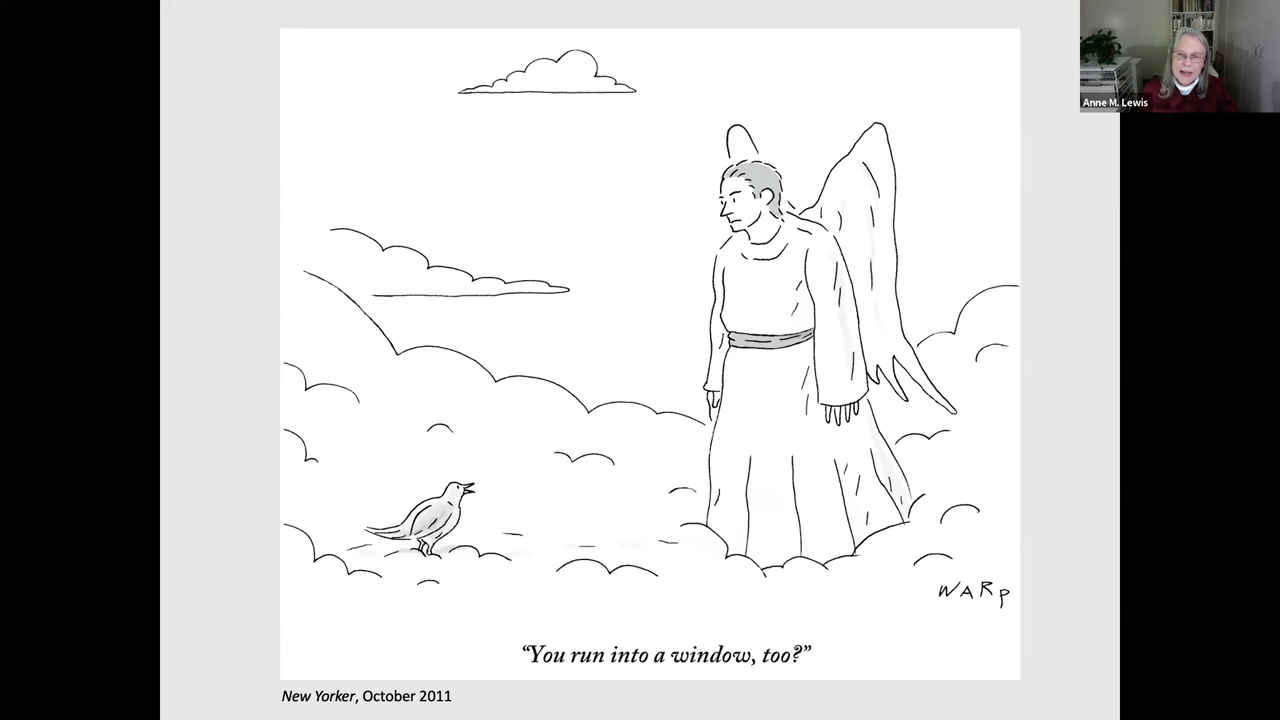 Anne M. Lewis
WARP
“You run into a window, too?”
New Yorker, October 2011